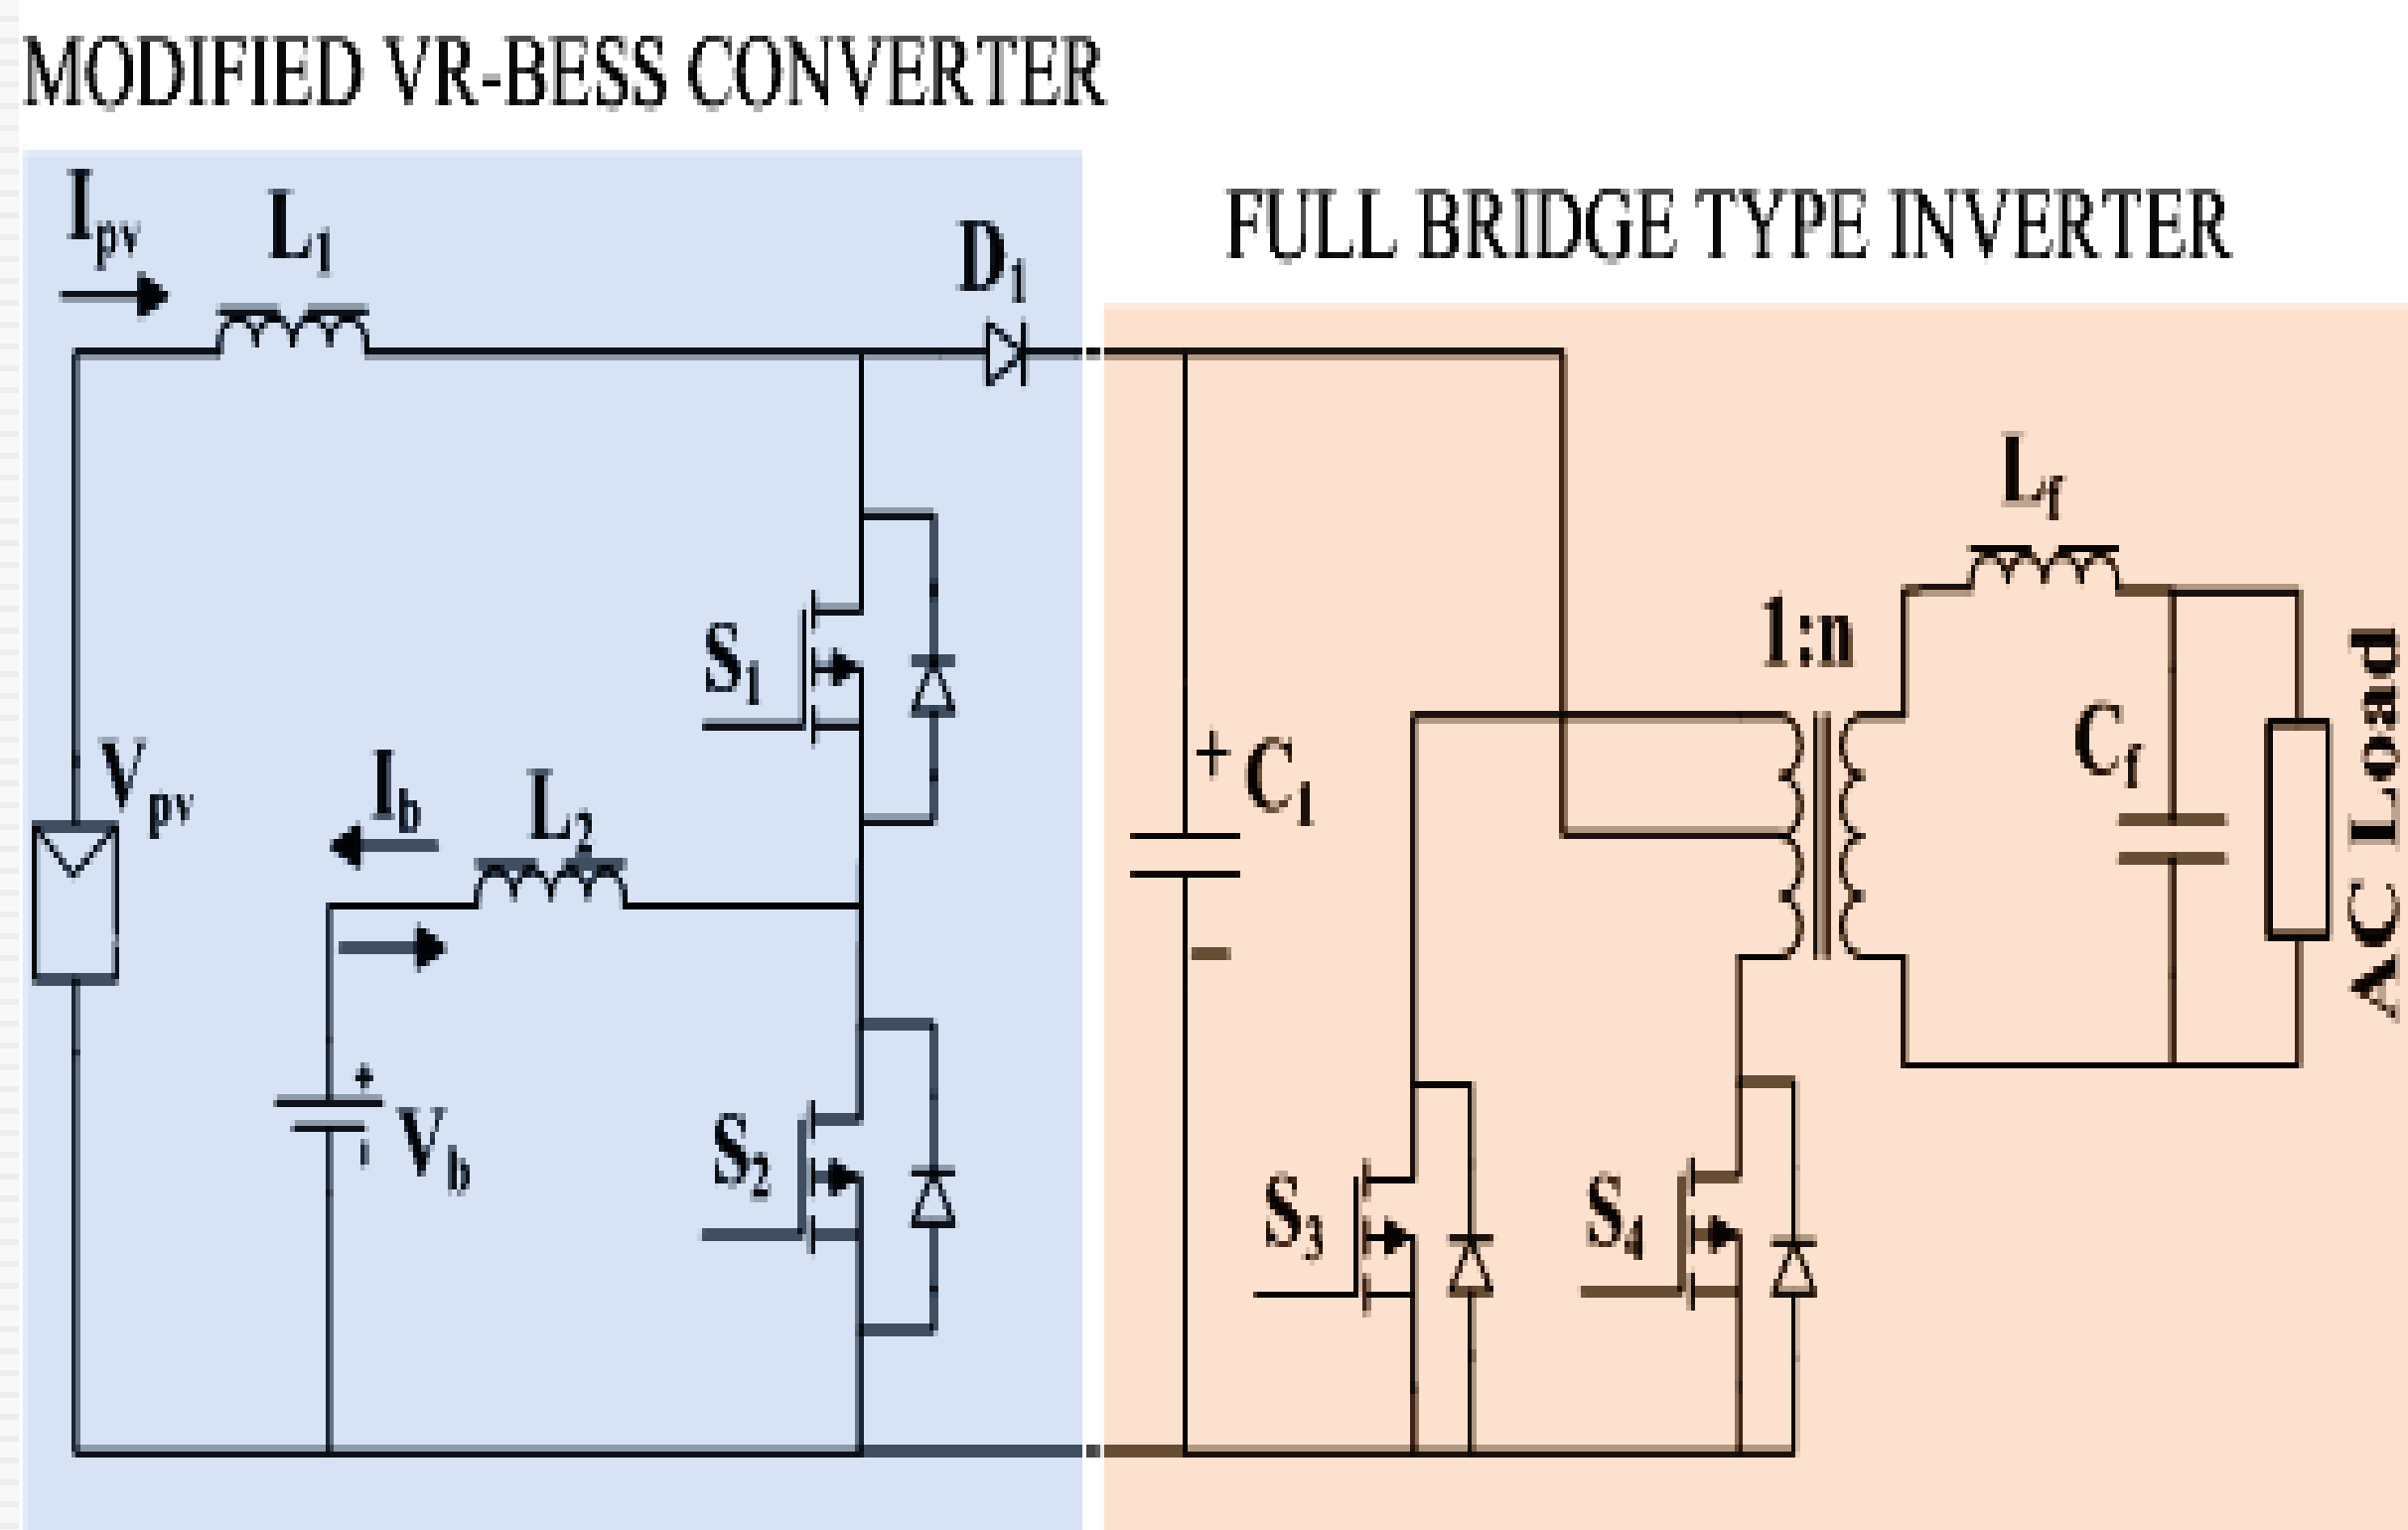 MODIFIED VR-BESS CONVERTER
FULL BRIDGE TYPE INVERTER
Ipv
L1
D1
S1
Vpv
Ib
L2
+
Vb
S2
+
C1
-
S3
S4
1:n
Lf
Cf
AC Load